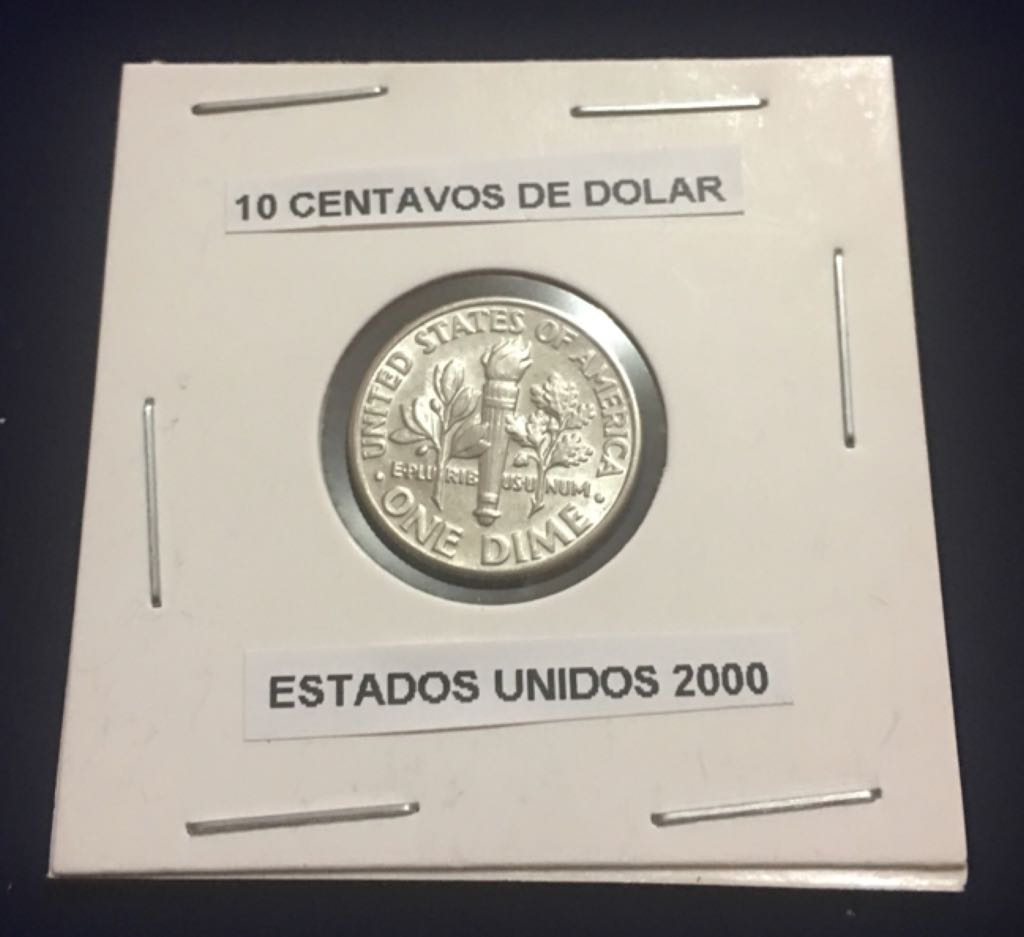 10 CENTAVOS DE DOLAR
UNITED STATES OF AMERICA
E·PLURIBUS·UNUM
· ONE DIME ·
ESTADOS UNIDOS 2000